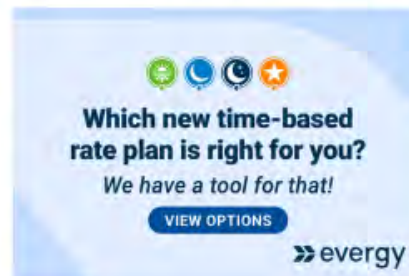 Which new time-based
rate plan is right for you?
We have a tool for that!
VIEW OPTIONS
evergy